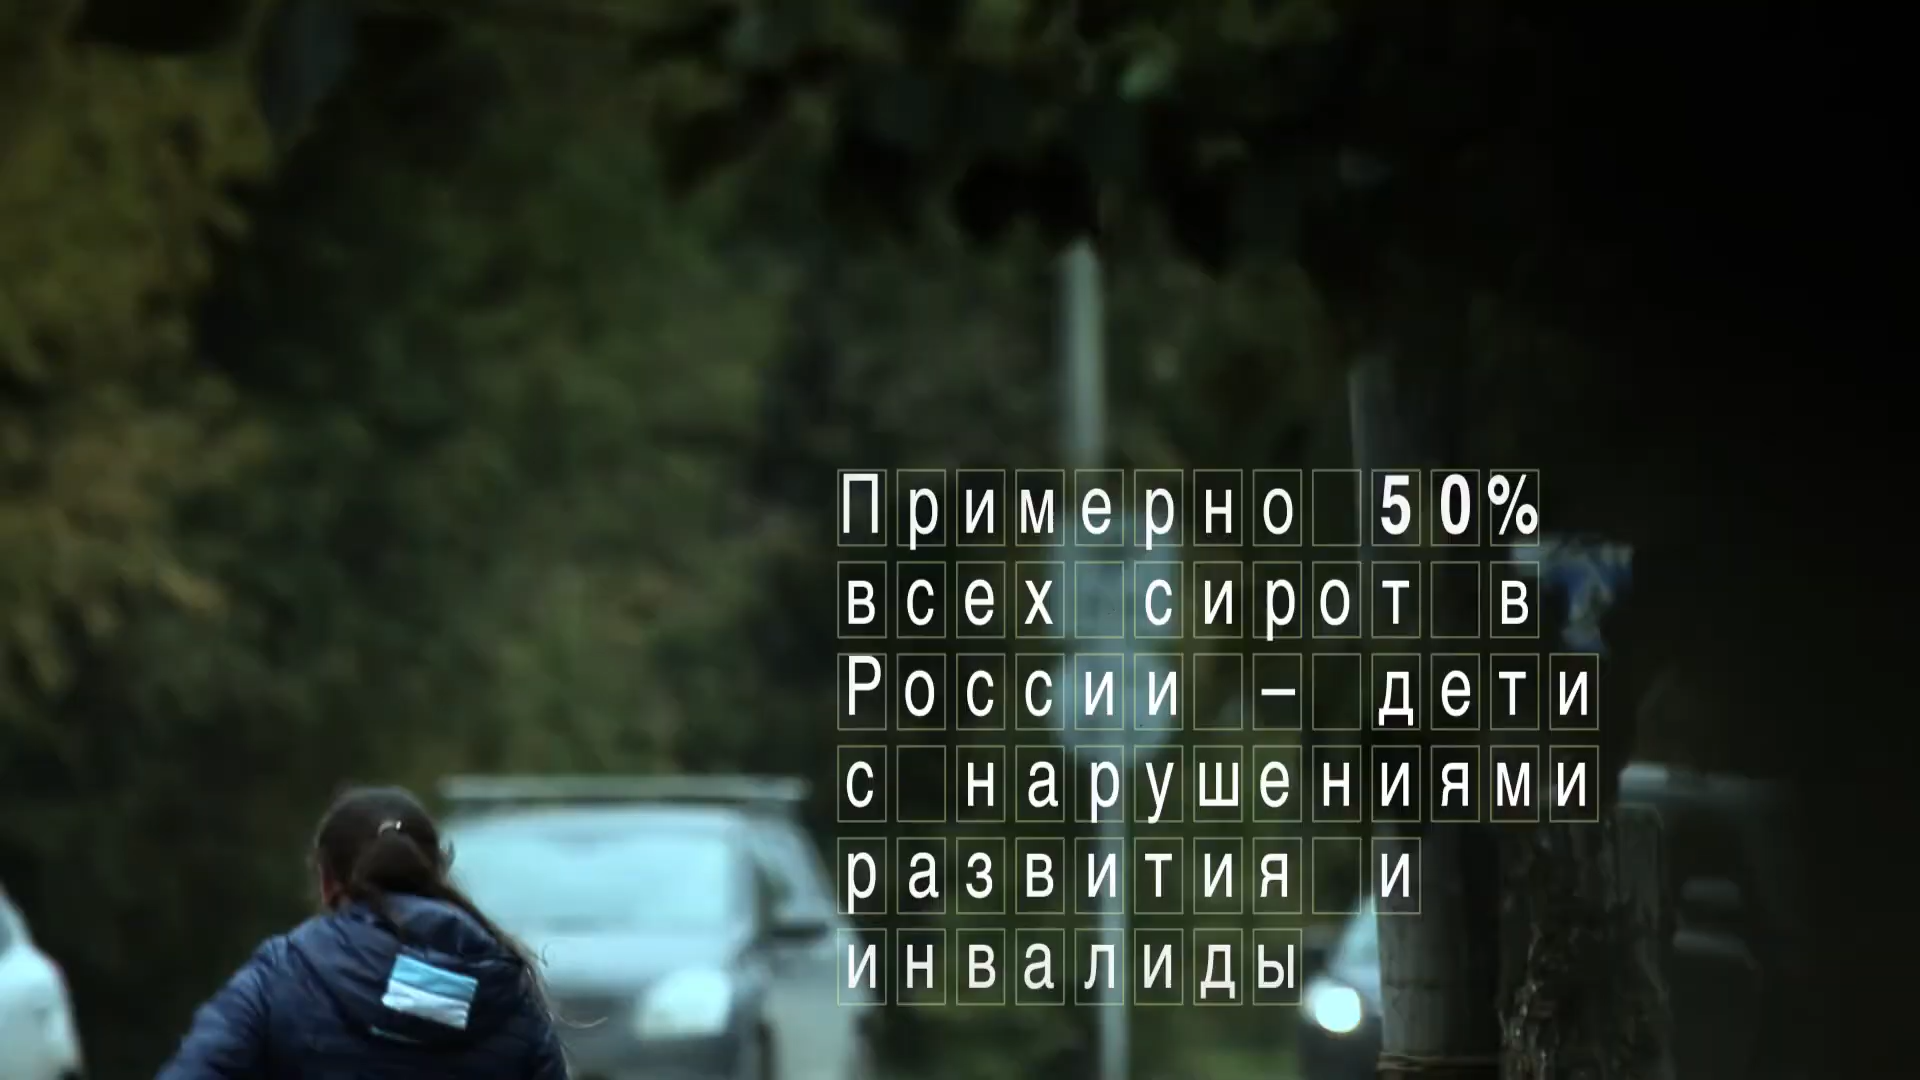 Примерно 50%
всех сирот в
России – дети
с нарушениями
развития и
инвалиды